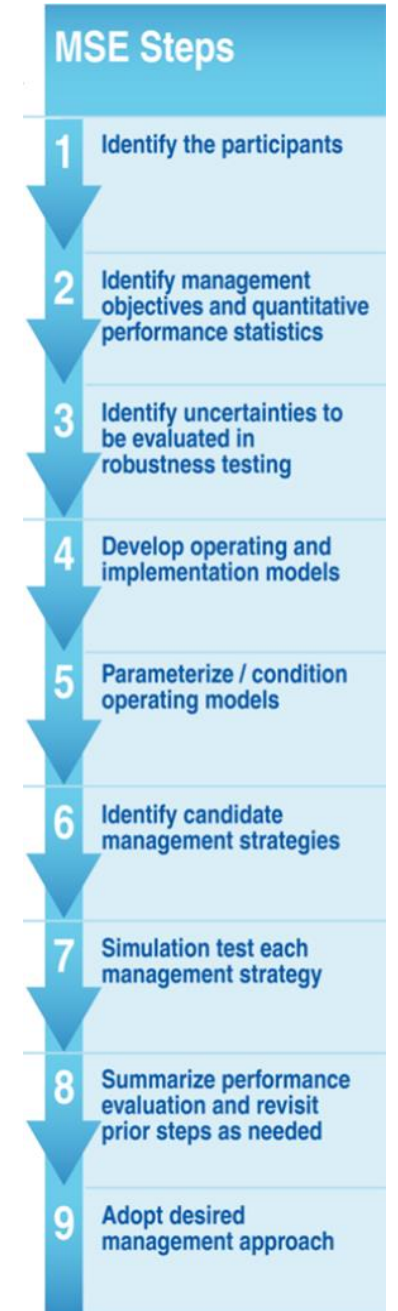 MSE Steps
1
Identify the participants
2
Identify management
objectives and quantitative
performance statistics
3
Identify uncertainties to
be evaluated in
robustness testing
4
Develop operating and
implementation models
5
Parameterize / condition
operating models
6
Identify candidate
management strategies
7
Simulation test each
management strategy
8
Summarize performance
evaluation and revisit
prior steps as needed
9
Adopt desired
management approach